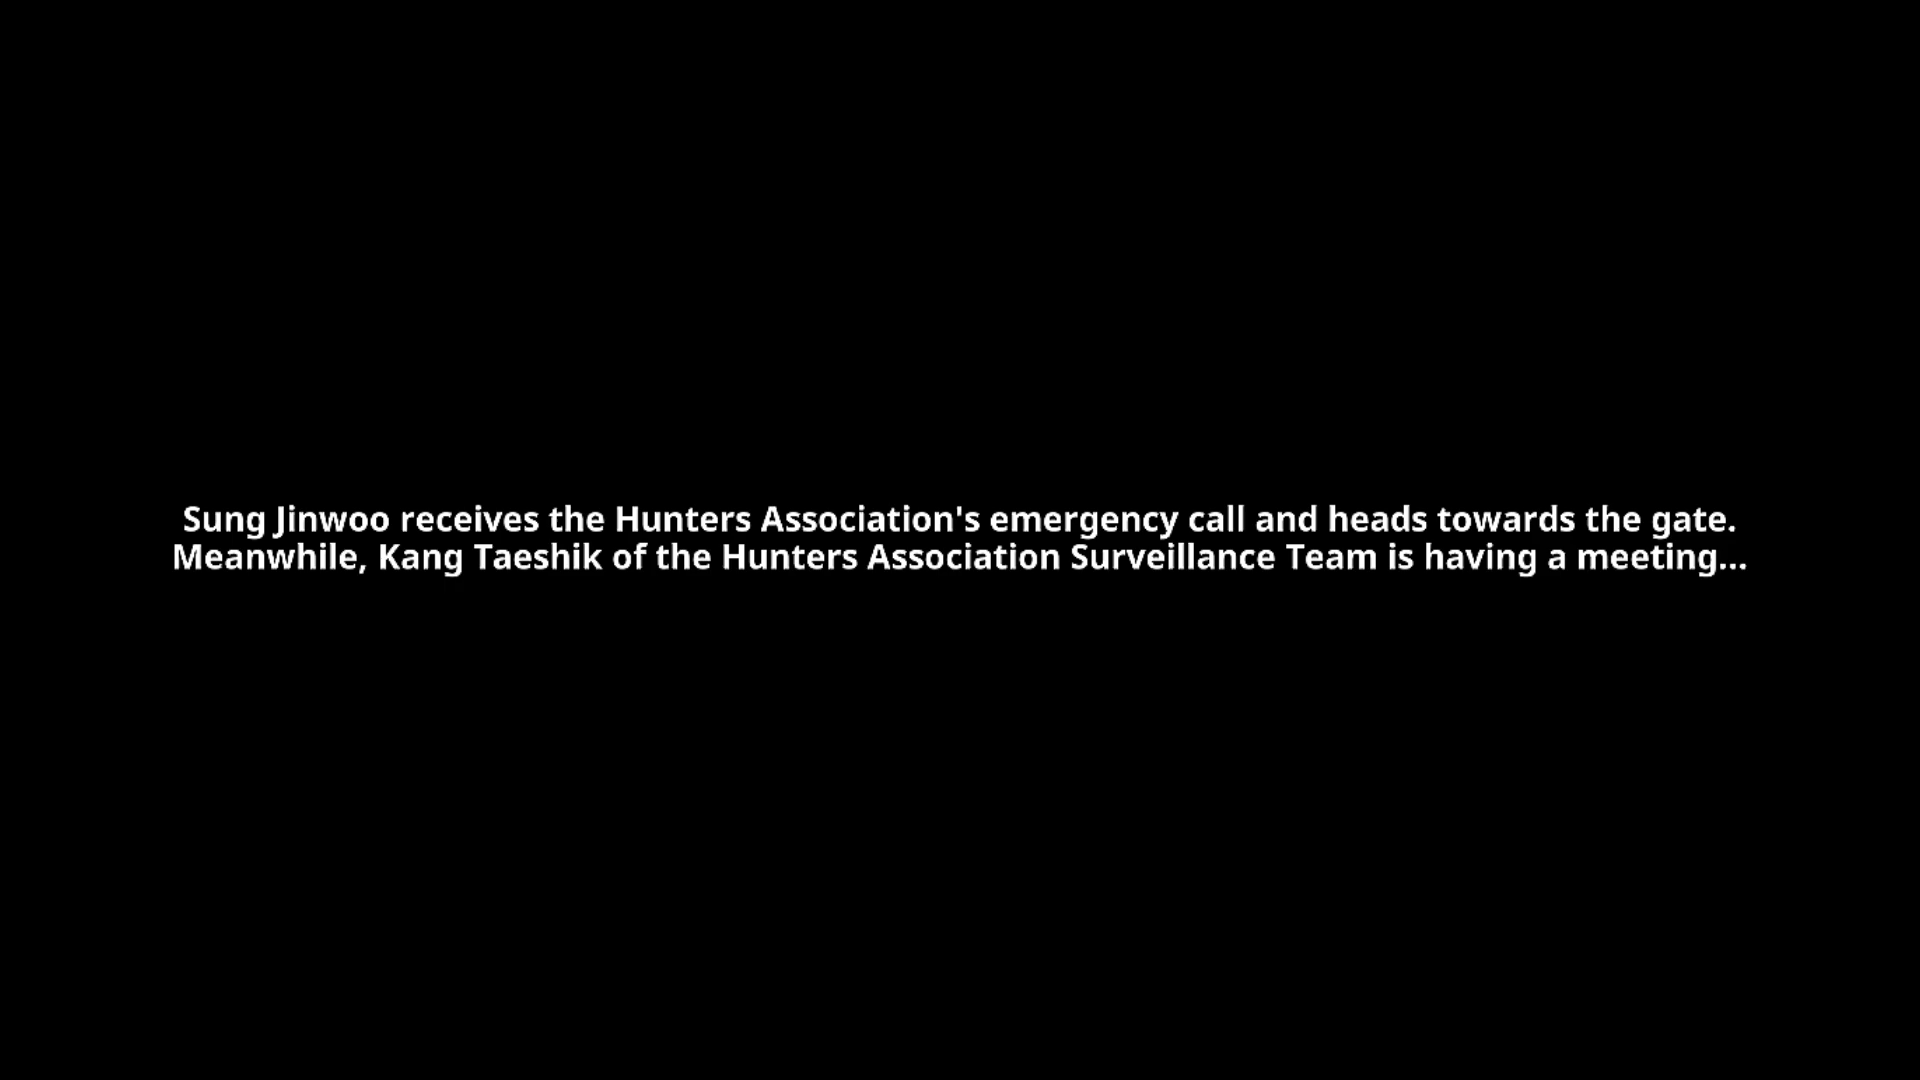 Sung Jinwoo receives the Hunters Association's emergency call and heads towards the gate.
Meanwhile, Kang Taeshik of the Hunters Association Surveillance Team is having a meeting...